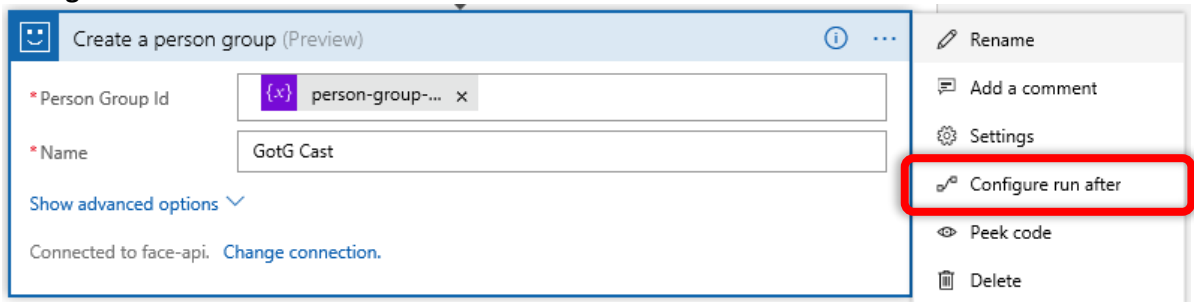 Create a person group (Preview)
* Person Group Id
{x} person-group-... ×
* Name
GotG Cast
Show advanced options
Connected to face-api. Change connection.
Rename
Add a comment
Settings
Configure run after
Peek code
Delete